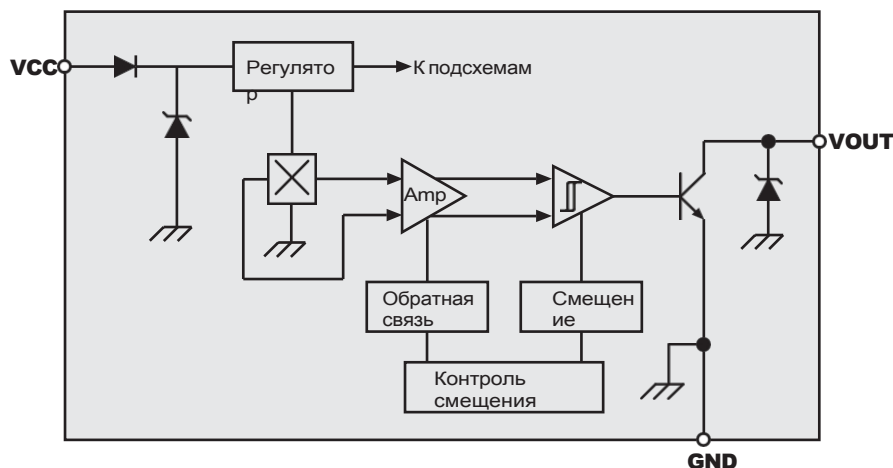 VCC
Регулято
р
К подсхемам
VOUT
Amp
Обратная
связь
Смещен
ие
Контроль
смещения
GND